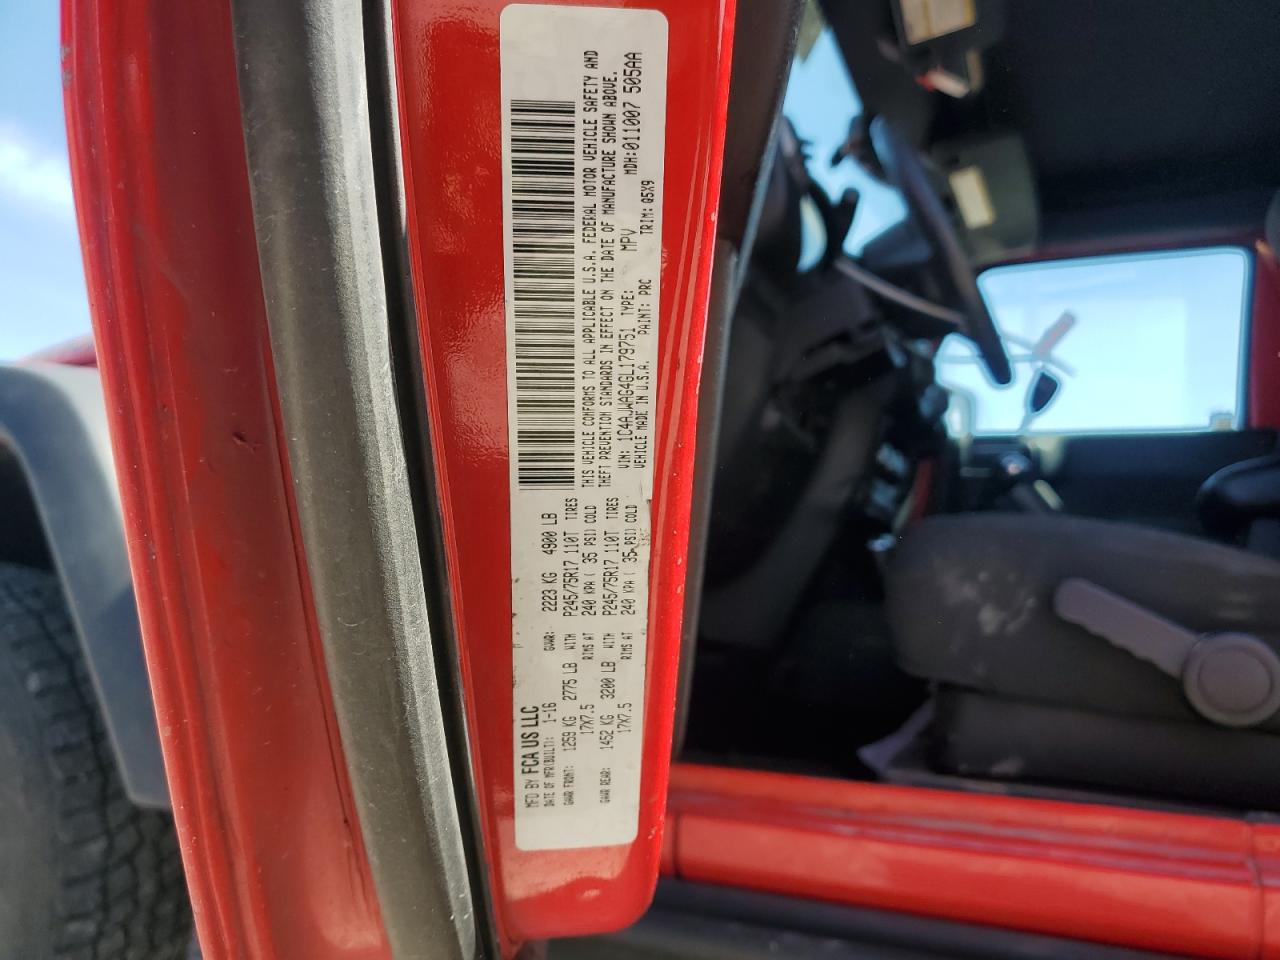 MFD BY FCA US LLC
DATE OF MFR(BUILT): 1-16 GVWR: 2223 KG 4900 LB
GAWR FRONT: 1259 KG 2775 LB WITH P245/75R17 110T TIRES
17X7.5 RIMS AT 240 KPA ( 35 PSI) COLD
GAWR REAR: 1452 KG 3200 LB WITH P245/75R17 110T TIRES
17X7.5 RIMS AT 240 KPA ( 35 PSI) COLD
THIS VEHICLE CONFORMS TO ALL APPLICABLE U.S.A. FEDERAL MOTOR VEHICLE SAFETY AND
THEFT PREVENTION STANDARDS IN EFFECT ON THE DATE OF MANUFACTURE SHOWN ABOVE.
VIN: 1C4AJWAG4GL179751 TYPE: MPV MDH:011007 505AA
VEHICLE MADE IN U.S.A. PAINT: PRC TRIM: Q5X9